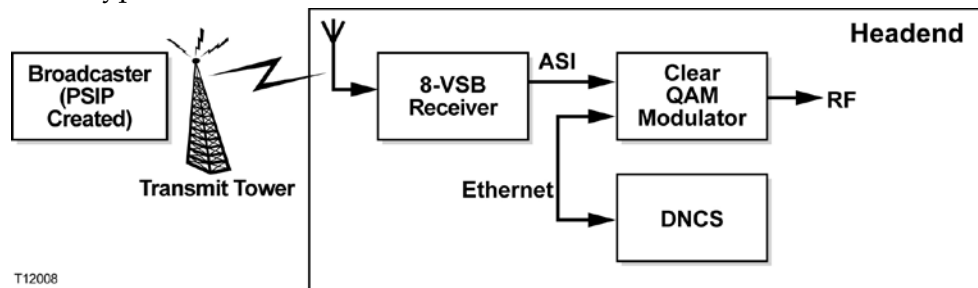 Headend
Broadcaster
(PSIP
Created)
Transmit Tower
8-VSB
Receiver
ASI
Clear
QAM
Modulator
RF
Ethernet
DNCS
T12008